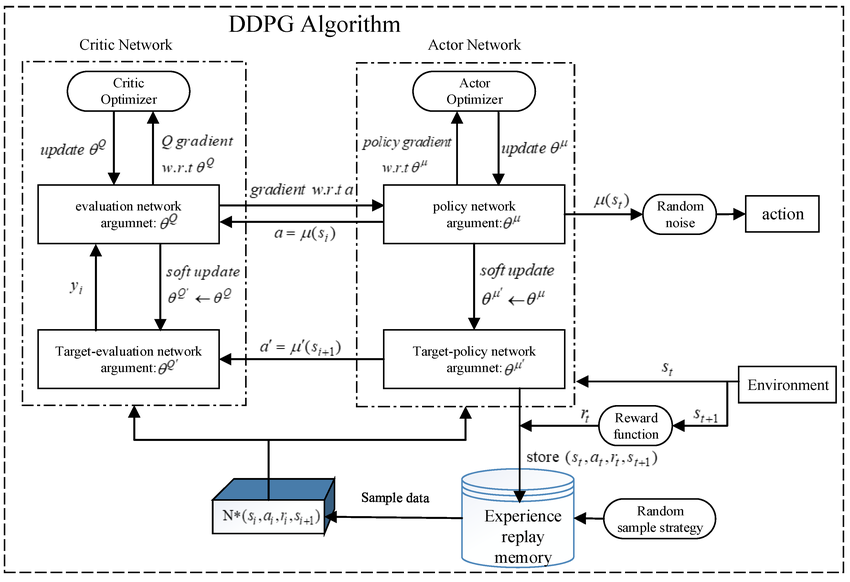 DDPG Algorithm
Critic Network
Actor Network
Critic
Optimizer
Actor
Optimizer
update θ^Q
Q gradient
w.r.t θ^Q
policy gradient
w.r.t θ^μ
update θ^μ
evaluation network
argumnet: θ^Q
gradient w.r.t a
a = μ(s_i)
policy network
argument: θ^μ
μ(s_t)
Random
noise
action
y_i
soft update
θ^Q' ← θ^Q
soft update
θ^μ' ← θ^μ
Target-evaluation network
argument: θ^Q'
a' = μ'(s_{i+1})
Target-policy network
argumnet: θ^μ'
s_t
Environment
r_t
Reward
function
s_{t+1}
store (s_t, a_t, r_t, s_{t+1})
N*(s_i, a_i, r_i, s_{i+1})
Sample data
Experience
replay
memory
Random
sample strategy